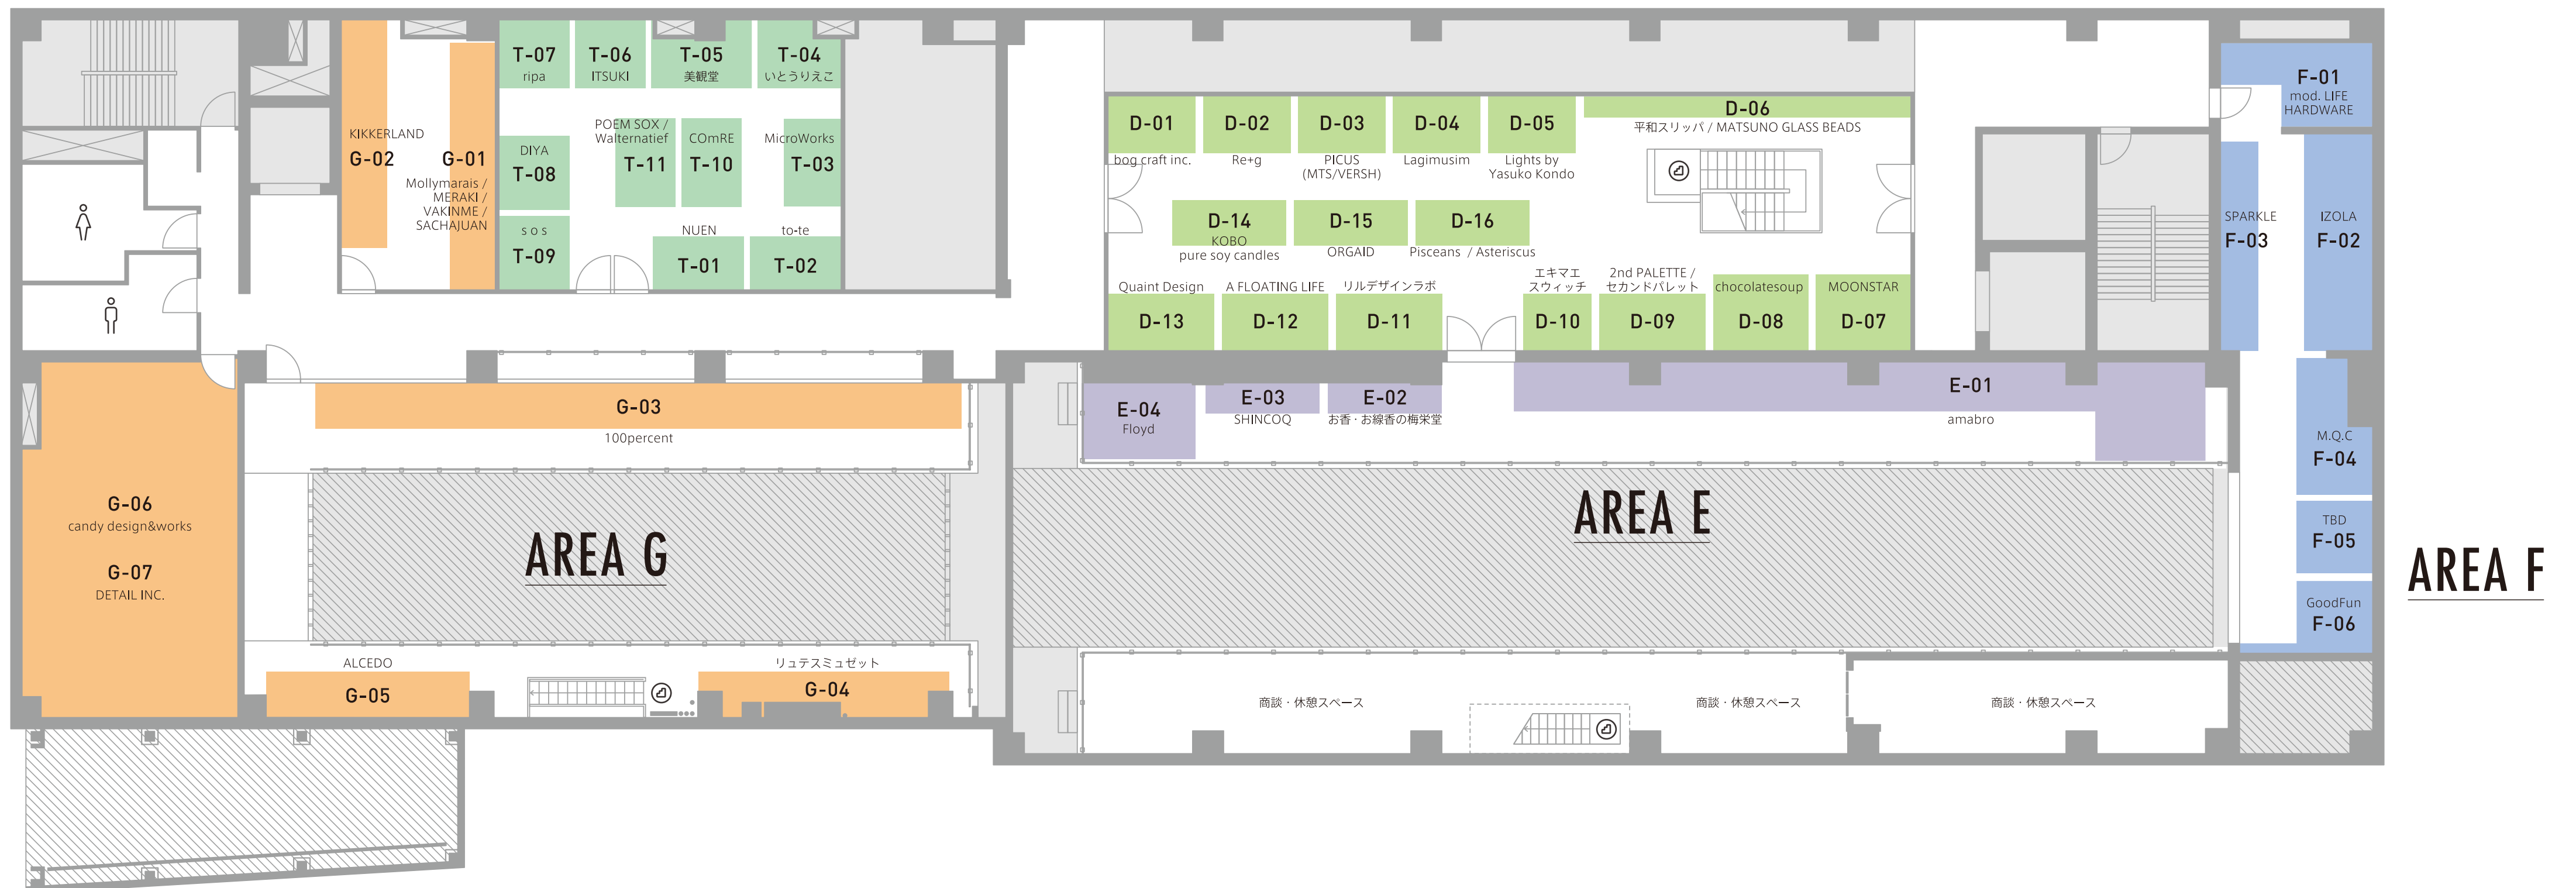 T-07
ripa
T-06
ITSUKI
T-05
美観堂
T-04
いとうりえこ
KIKKERLAND
G-02
G-01
Mollymarais /
MERAKI /
VAKINME /
SACHAJUAN
DIYA
T-08
POEM SOX /
Walternatief
T-11
COmRE
T-10
MicroWorks
T-03
sos
T-09
NUEN
T-01
to-te
T-02
D-01
bog craft inc.
D-02
Re+g
D-03
PICUS
(MTS/VERSH)
D-04
Lagimusim
D-05
Lights by
Yasuko Kondo
D-06
平和スリッパ / MATSUNO GLASS BEADS
D-14
KOBO
pure soy candles
D-15
ORGAID
D-16
Pisceans / Asteriscus
Quaint Design
D-13
A FLOATING LIFE
D-12
リルデザインラボ
D-11
エキマエ
スウィッチ
D-10
2nd PALETTE /
セカンドパレット
D-09
chocolatesoup
D-08
MOONSTAR
D-07
F-01
mod. LIFE
HARDWARE
SPARKLE
F-03
IZOLA
F-02
G-03
100percent
E-04
Floyd
E-03
SHINCOQ
E-02
お香・お線香の梅栄堂
E-01
amabro
M.Q.C
F-04
TBD
F-05
GoodFun
F-06
G-06
candy design&works
G-07
DETAIL INC.
AREA G
AREA E
AREA F
ALCEDO
G-05
リュテスミュゼット
G-04
商談・休憩スペース
商談・休憩スペース
商談・休憩スペース